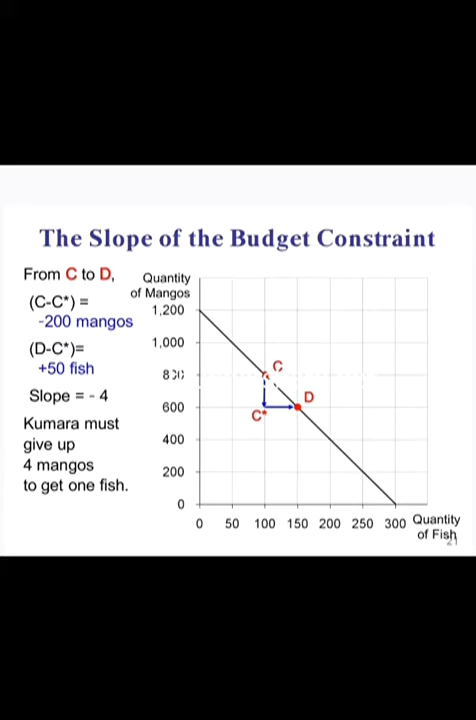 The Slope of the Budget Constraint
From C to D,
(C-C*) =
-200 mangos
(D-C*)=
+50 fish
Slope = - 4
Kumara must
give up
4 mangos
to get one fish.
Quantity
of Mangos
1,200
1,000
600
400
200
0
C
D
C*
0 50 100 150 200 250 300
Quantity
of Fish
21